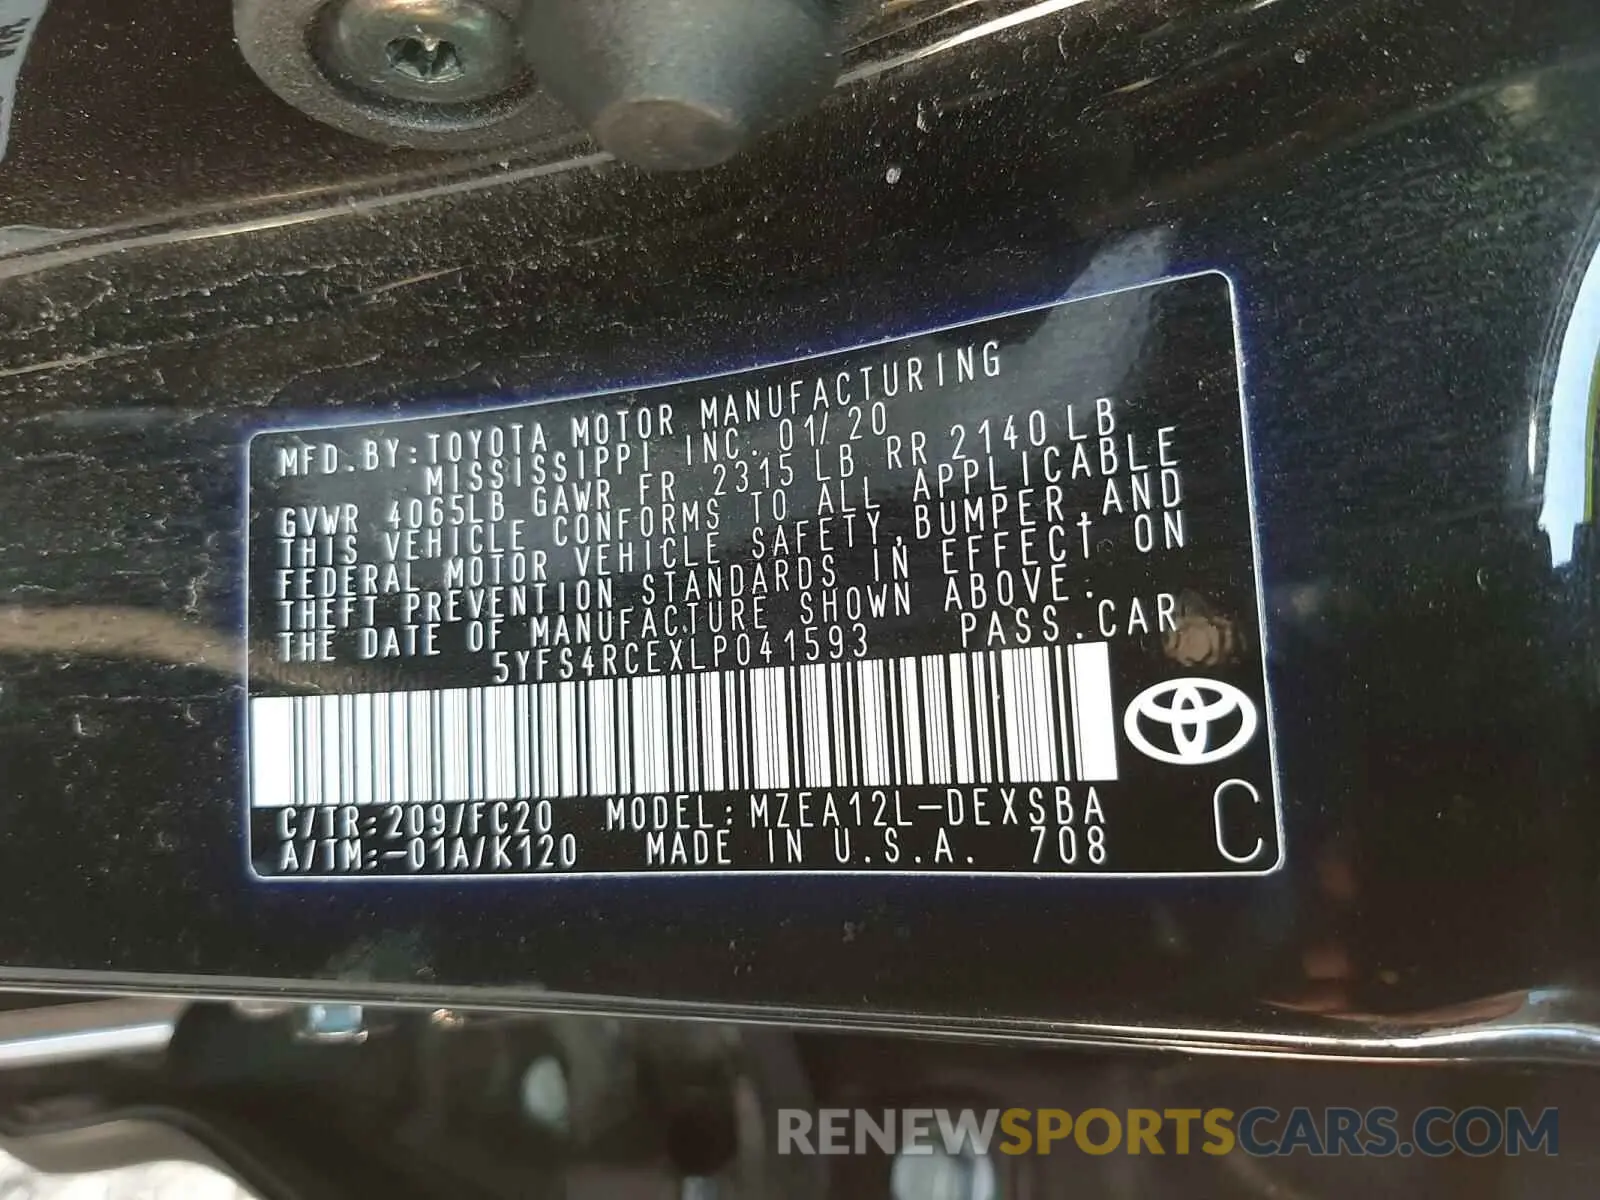 MFD.BY:TOYOTA MOTOR MANUFACTURING
MISSISSIPPI INC. 01/20
GVWR 4065LB GAWR FR 2315 LB RR 2140 LB
THIS VEHICLE CONFORMS TO ALL APPLICABLE
FEDERAL MOTOR VEHICLE SAFETY,BUMPER,AND
THEFT PREVENTION STANDARDS IN EFFECT ON
THE DATE OF MANUFACTURE SHOWN ABOVE.
5YFS4RCEXLP041593 PASS.CAR
C/TR:209/FC20 MODEL:MZEA12L-DEXSBA
A/TM:-01A/K120 MADE IN U.S.A. 708
C
RENEWSPORTSCARS.COM